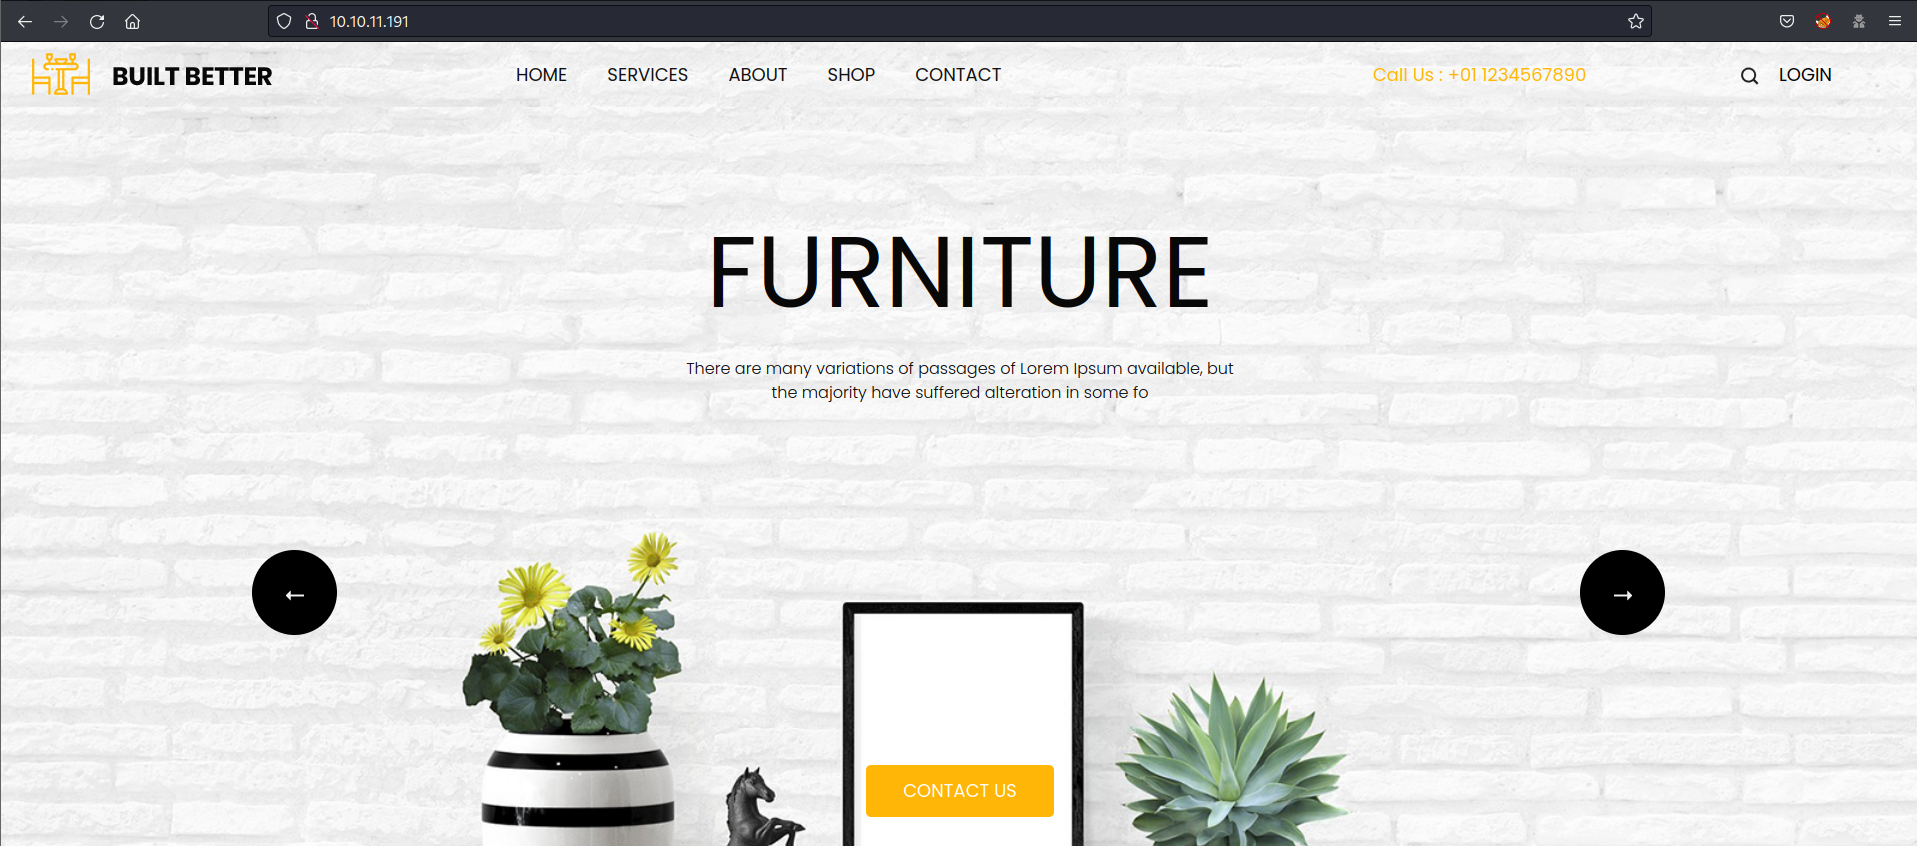 10.10.11.191
BUILT BETTER
HOME SERVICES ABOUT SHOP CONTACT
Call Us : +01 1234567890
LOGIN
FURNITURE
There are many variations of passages of Lorem Ipsum available, but
the majority have suffered alteration in some fo
CONTACT US